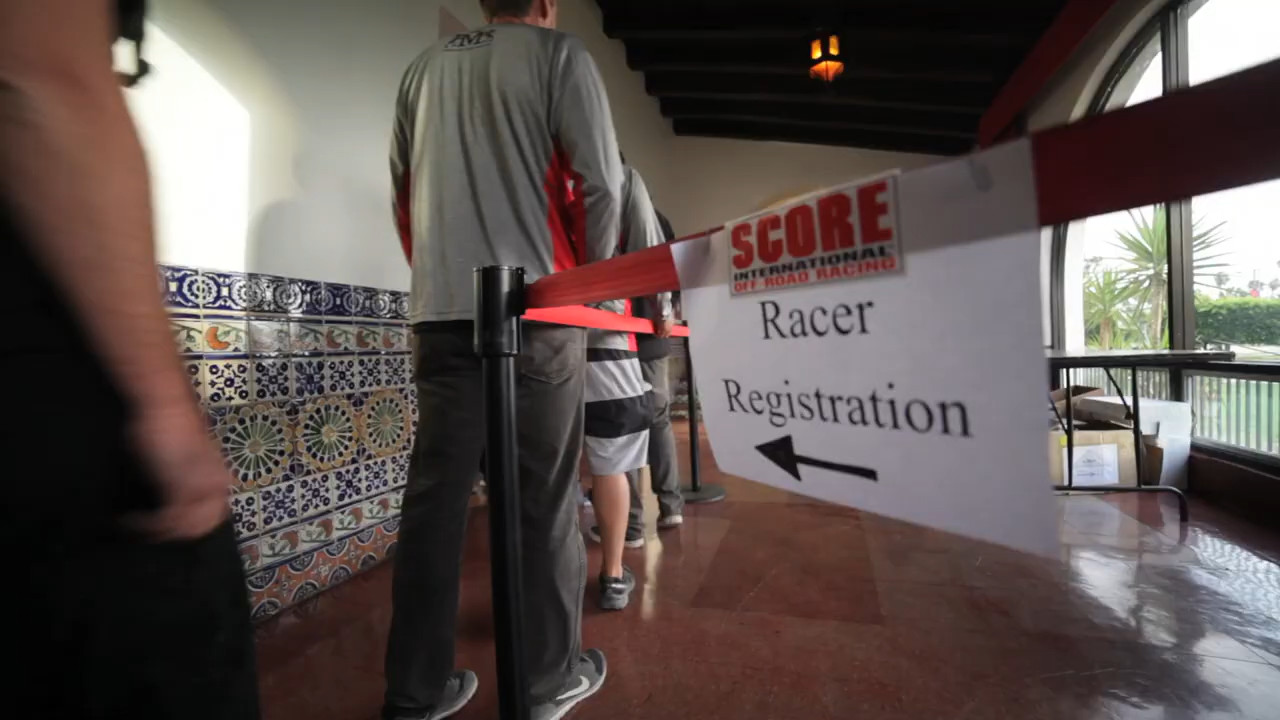 SCORE
INTERNATIONAL
OFF ROAD RACING
Racer
Registration